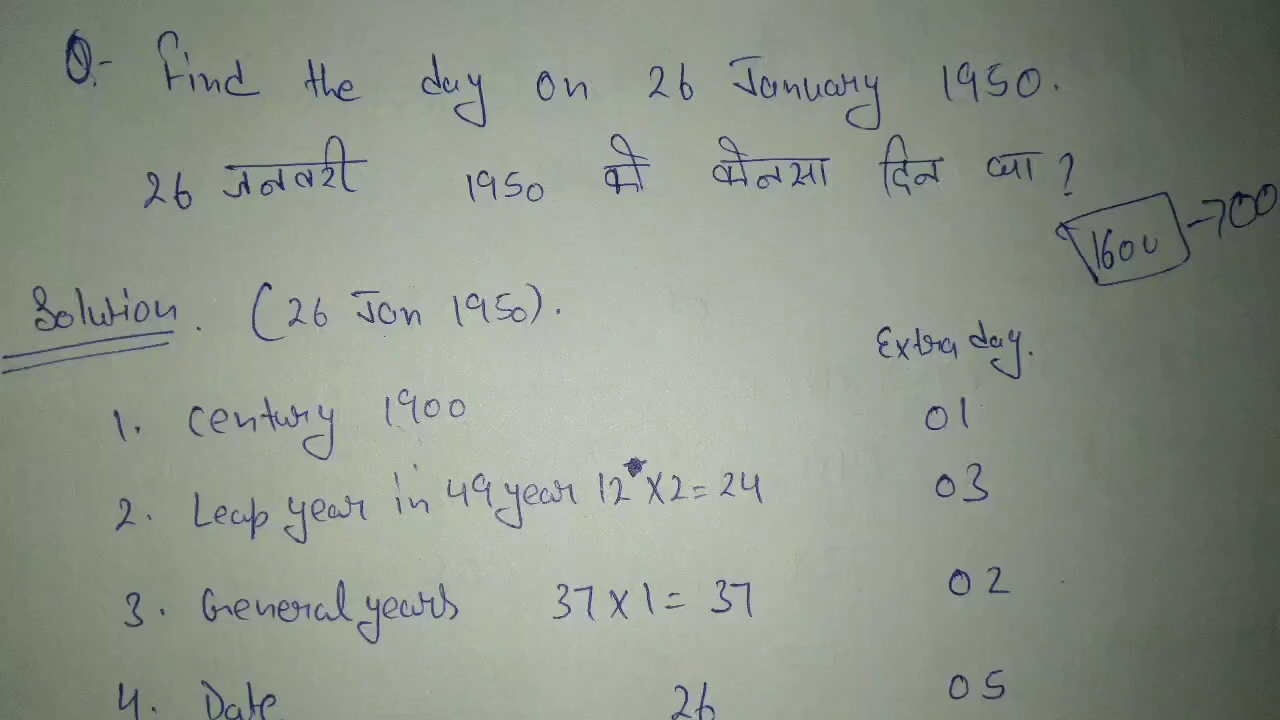 Q.- Find the day on 26 January 1950.
26 जनवरी 1950 को कोनसा दिन था ?
1600 → 00
Solution. (26 Jan 1950).
Extra day.
1. Century 1900 01
2. Leap year in 49 year 12 x 2 = 24 03
3. General years 37 x 1 = 37 02
4. Date 26 05